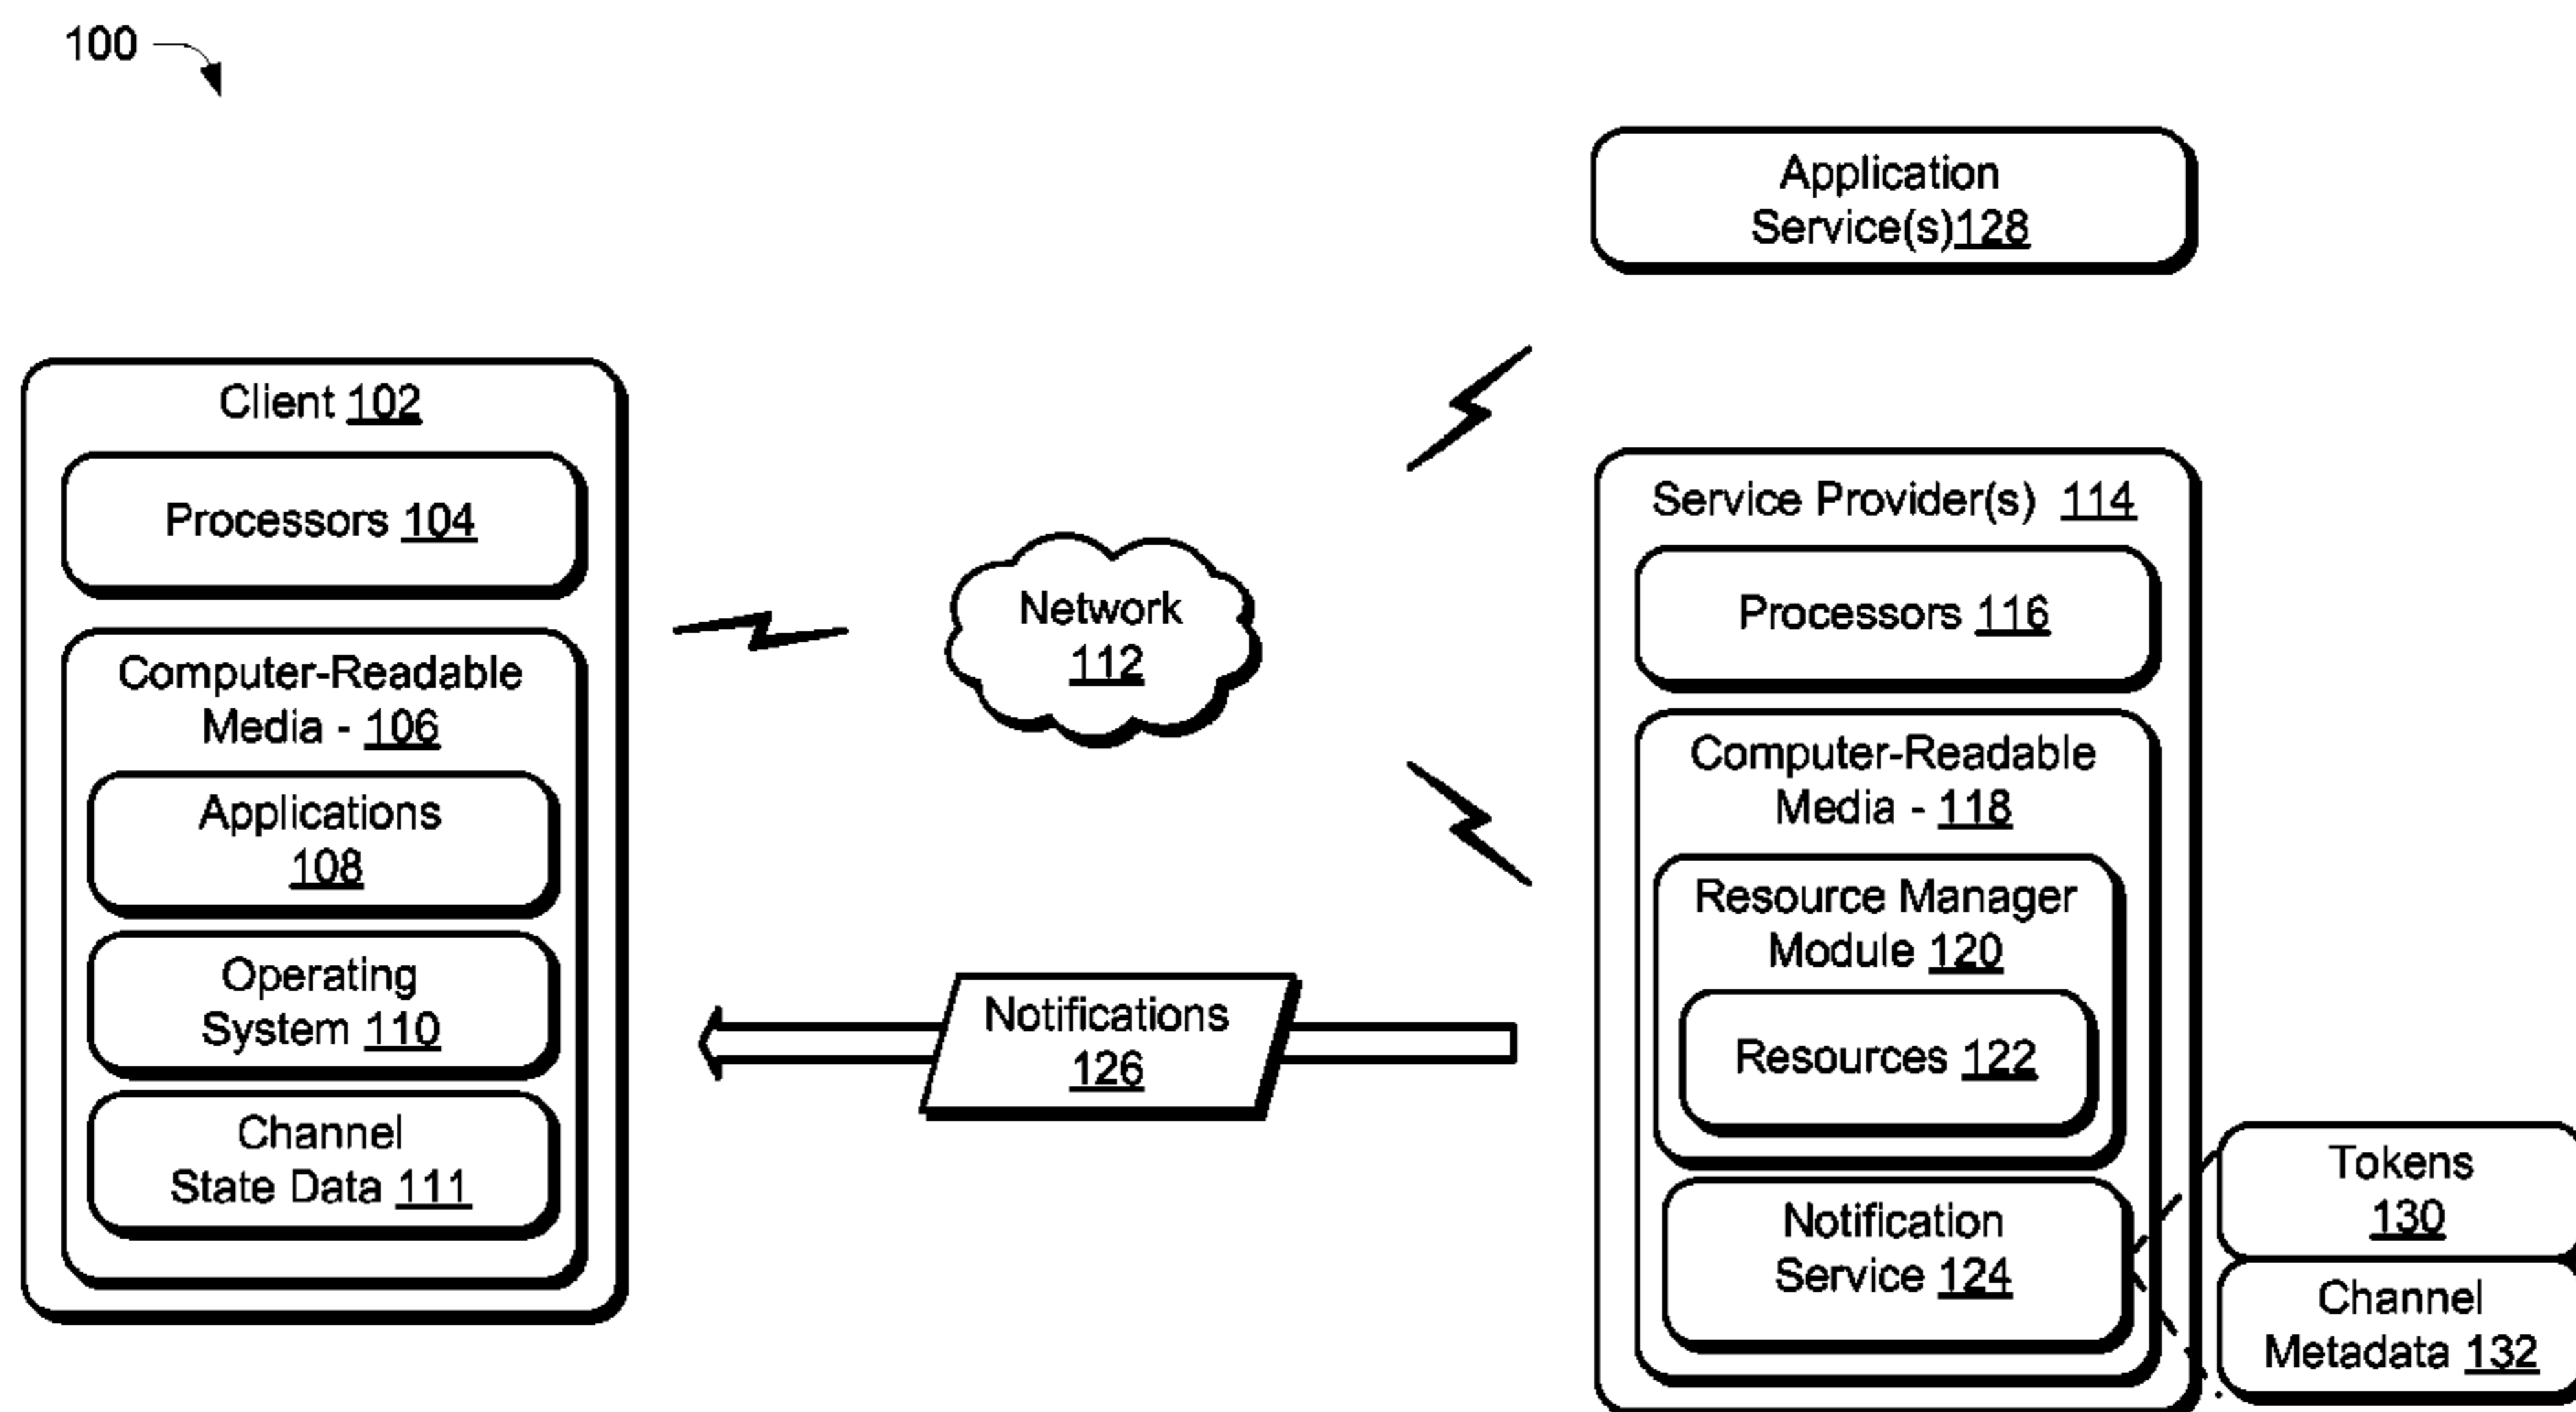 100
Application
Service(s)128
Client 102
Processors 104
Computer-Readable
Media - 106
Applications
108
Operating
System 110
Channel
State Data 111
Network
112
Notifications
126
Service Provider(s) 114
Processors 116
Computer-Readable
Media - 118
Resource Manager
Module 120
Resources 122
Notification
Service 124
Tokens
130
Channel
Metadata 132